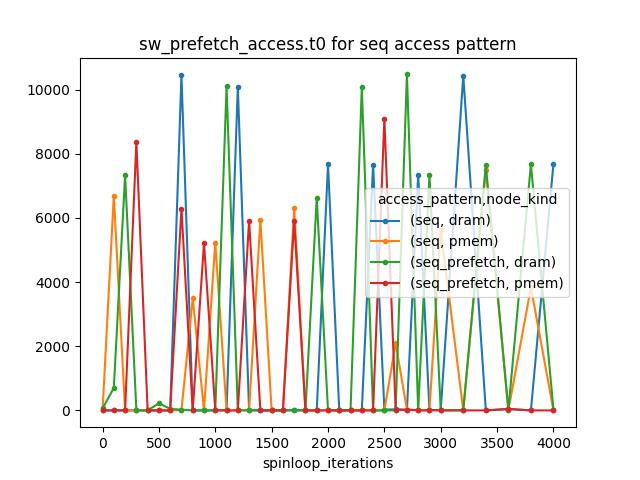 sw_prefetch_access.t0 for seq access pattern
10000
8000
6000
4000
2000
0
access_pattern,node_kind
(seq, dram)
(seq, pmem)
(seq_prefetch, dram)
(seq_prefetch, pmem)
0 500 1000 1500 2000 2500 3000 3500 4000
spinloop_iterations